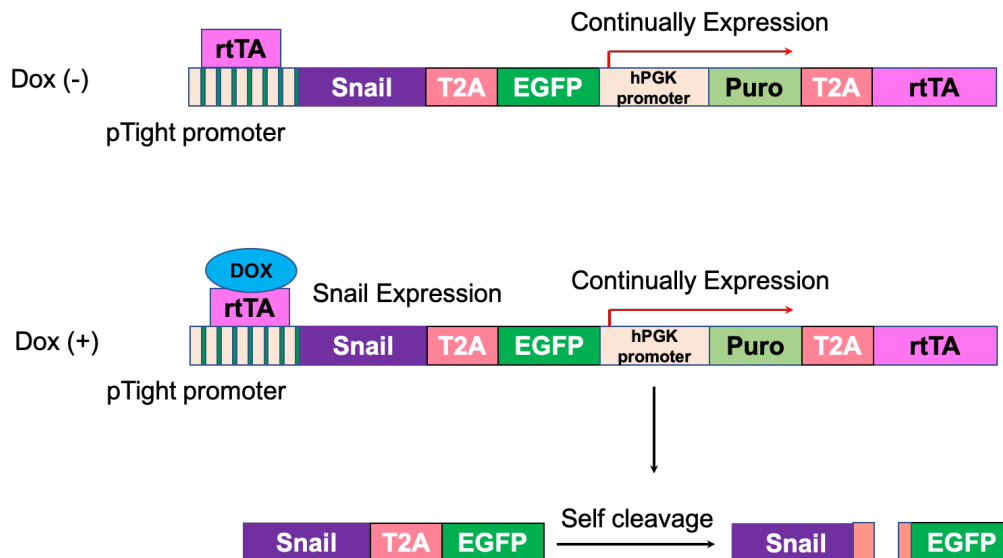 Continually Expression
rtTA
Dox (-)
Snail T2A EGFP hPGK promoter Puro T2A rtTA
pTight promoter
DOX
rtTA
Snail Expression
Continually Expression
Dox (+)
Snail T2A EGFP hPGK promoter Puro T2A rtTA
pTight promoter
Self cleavage
Snail T2A EGFP Snail EGFP